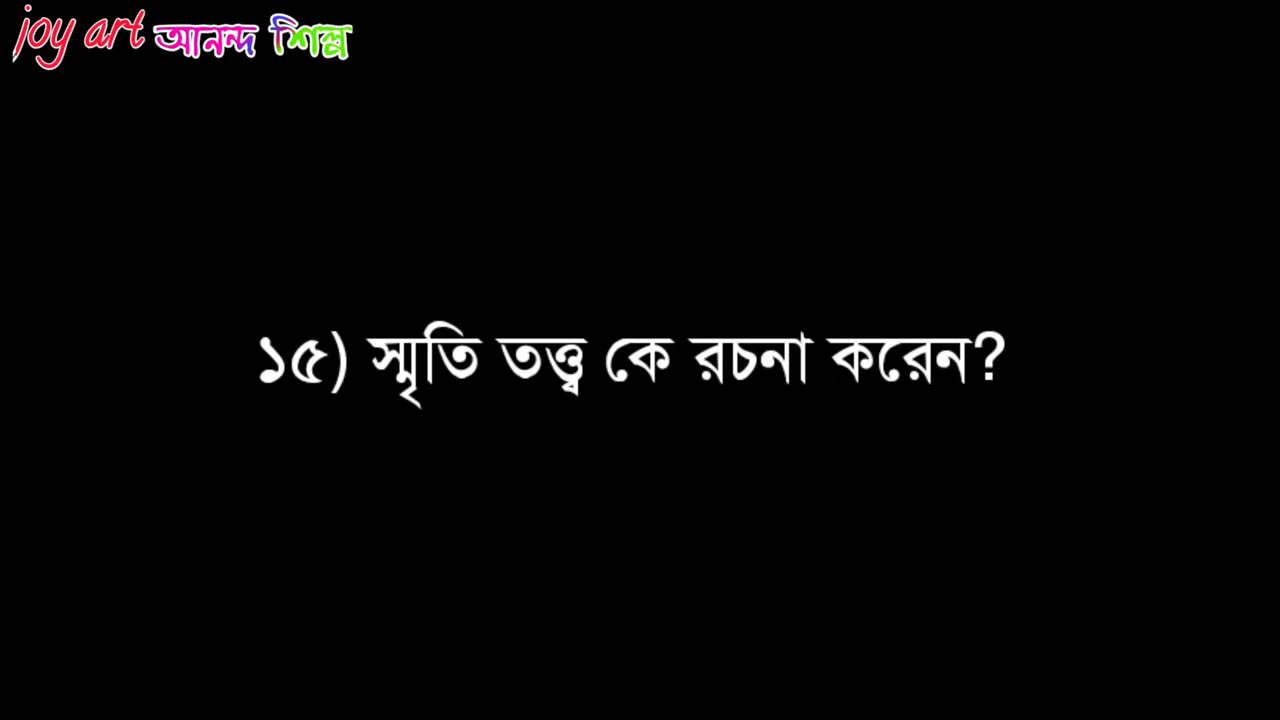 joy art আনন্দ শিল্প
১৫) স্মৃতি তত্ত্ব কে রচনা করেন?